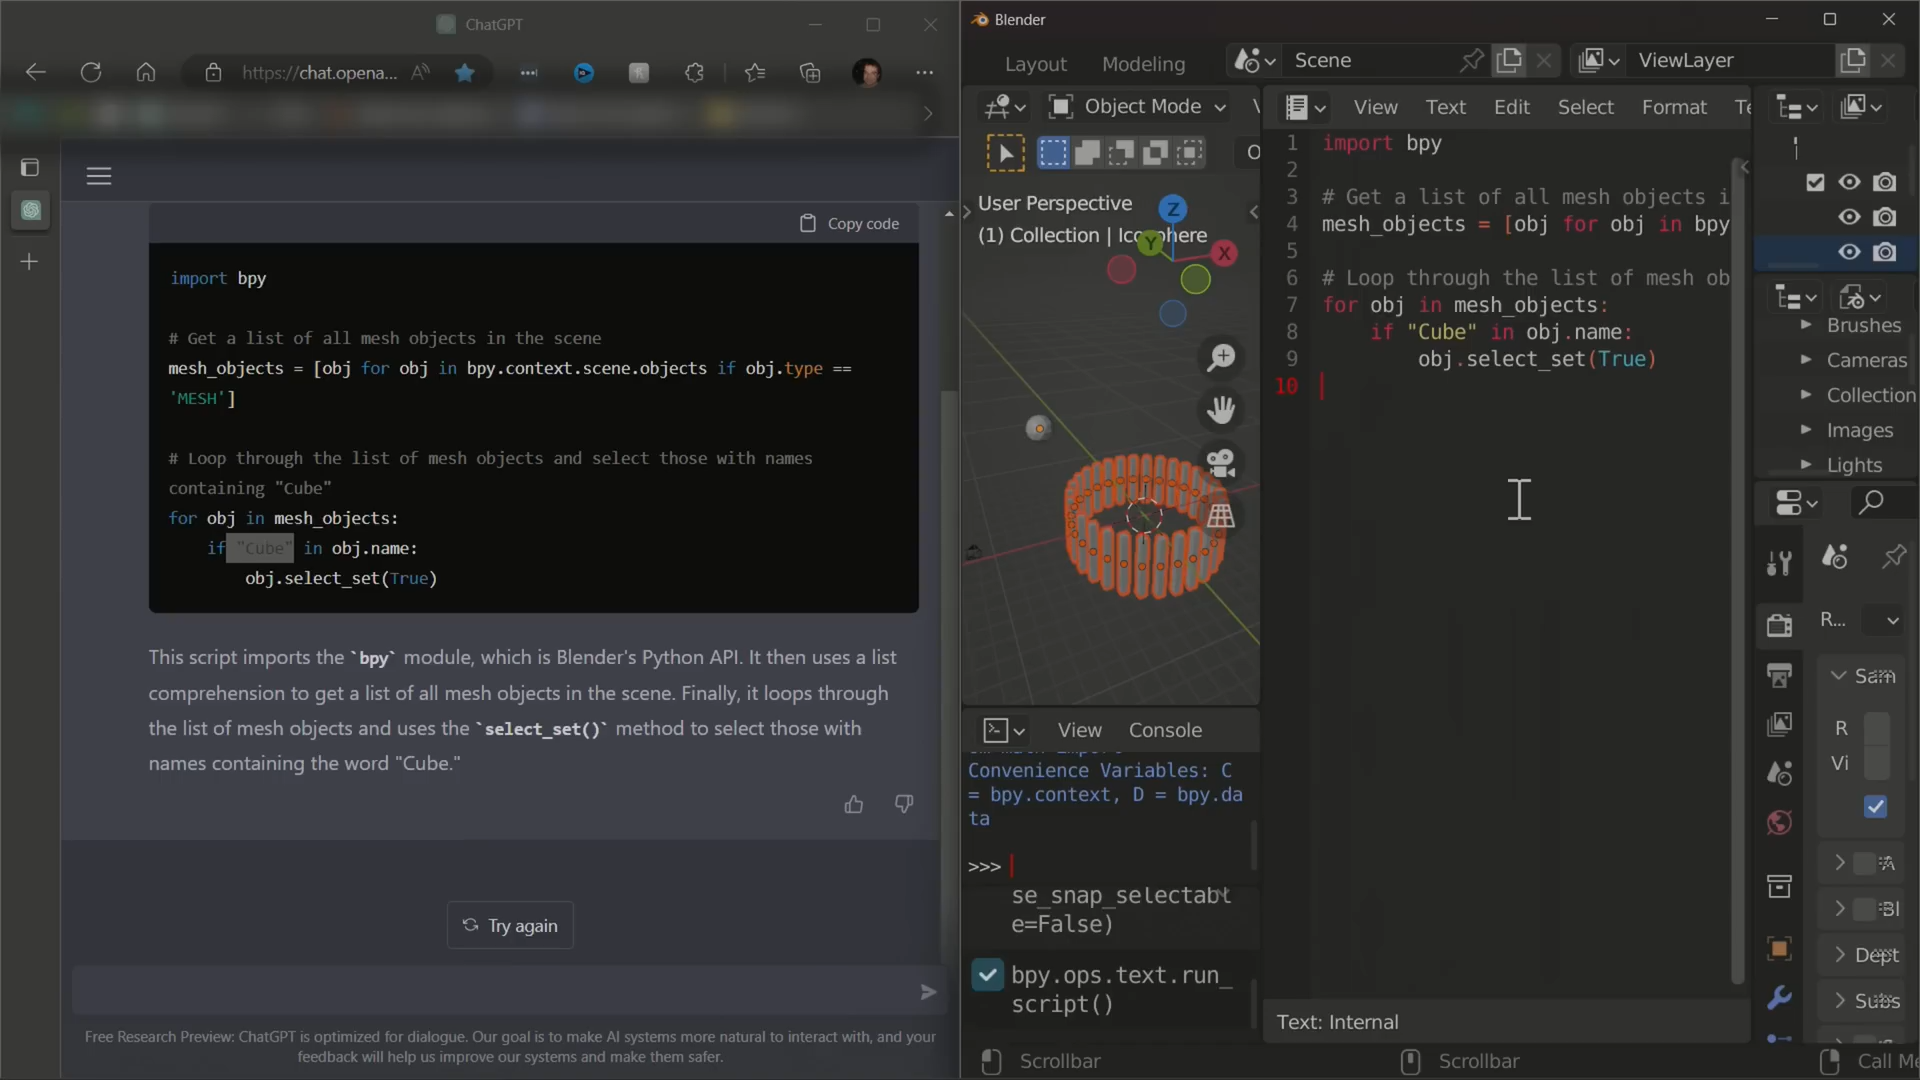 ChatGPT
https://chat.opena...
Copy code
import bpy
# Get a list of all mesh objects in the scene
mesh_objects = [obj for obj in bpy.context.scene.objects if obj.type ==
'MESH']
# Loop through the list of mesh objects and select those with names
containing "Cube"
for obj in mesh_objects:
if "Cube" in obj.name:
obj.select_set(True)
This script imports the `bpy` module, which is Blender's Python API. It then uses a list
comprehension to get a list of all mesh objects in the scene. Finally, it loops through
the list of mesh objects and uses the `select_set()` method to select those with
names containing the word "Cube."
Try again
Free Research Preview: ChatGPT is optimized for dialogue. Our goal is to make AI systems more natural to interact with, and your
feedback will help us improve our systems and make them safer.
Blender
Layout Modeling Scene ViewLayer
Object Mode V
O
User Perspective
(1) Collection | Icosphere
Z
Y
X
View Text Edit Select Format Te
1 import bpy
2
3 # Get a list of all mesh objects i
4 mesh_objects = [obj for obj in bpy
5
6 # Loop through the list of mesh ob
7 for obj in mesh_objects:
8 if "Cube" in obj.name:
9 obj.select_set(True)
10
View Console
Convenience Variables: C
= bpy.context, D = bpy.da
ta
>>>
se_snap_selectabl
e=False)
bpy.ops.text.run_
script()
Text: Internal
Brushes
Cameras
Collection
Images
Lights
R...
Sam
R
Vi
A
Bl
Dept
Subs
Scrollbar
Scrollbar
Call Me